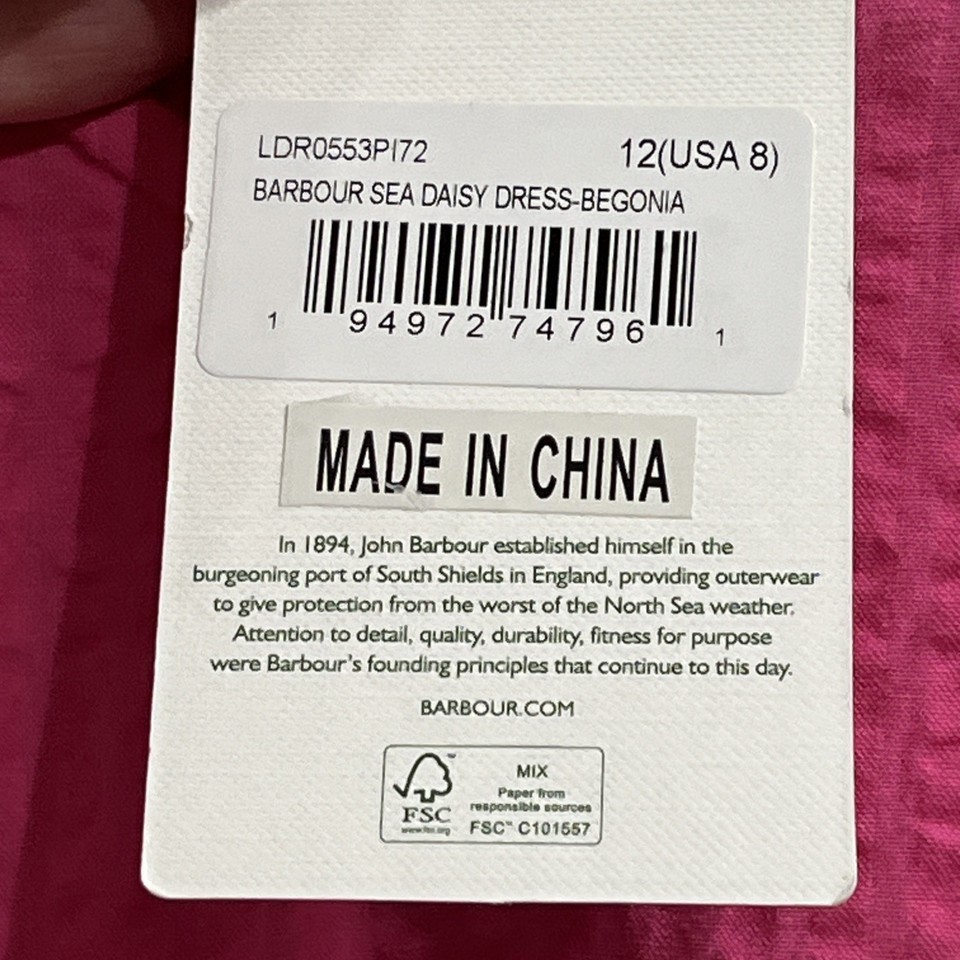 LDR0553PI72 12(USA 8)
BARBOUR SEA DAISY DRESS-BEGONIA
1 94972 74796 1
MADE IN CHINA
In 1894, John Barbour established himself in the
burgeoning port of South Shields in England, providing outerwear
to give protection from the worst of the North Sea weather.
Attention to detail, quality, durability, fitness for purpose
were Barbour's founding principles that continue to this day.
BARBOUR.COM
FSC
www.fsc.org
MIX
Paper from
responsible sources
FSC™ C101557